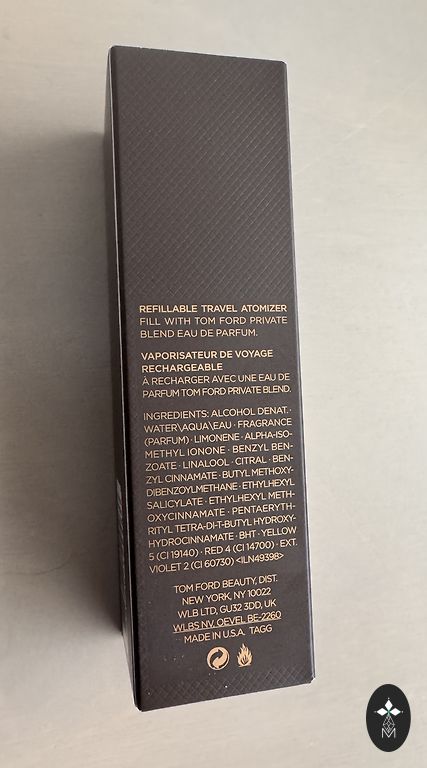 REFILLABLE TRAVEL ATOMIZER
FILL WITH TOM FORD PRIVATE
BLEND EAU DE PARFUM.
VAPORISATEUR DE VOYAGE
RECHARGEABLE
À RECHARGER AVEC UNE EAU DE
PARFUM TOM FORD PRIVATE BLEND.
INGREDIENTS: ALCOHOL DENAT. ·
WATER\AQUA\EAU · FRAGRANCE
(PARFUM) · LIMONENE · ALPHA-ISO-
METHYL IONONE · BENZYL BEN-
ZOATE · LINALOOL · CITRAL · BEN-
ZYL CINNAMATE · BUTYL METHOXY-
DIBENZOYLMETHANE · ETHYLHEXYL
SALICYLATE · ETHYLHEXYL METH-
OXYCINNAMATE · PENTAERYTH-
RITYL TETRA-DI-T-BUTYL HYDROXY-
HYDROCINNAMATE · BHT · YELLOW
5 (CI 19140) · RED 4 (CI 14700) · EXT.
VIOLET 2 (CI 60730) <ILN49398>
TOM FORD BEAUTY, DIST.
NEW YORK, NY 10022
WLB LTD, GU32 3DD, UK
WLBS NV, OEVEL BE-2260
MADE IN U.S.A. TAGG
M